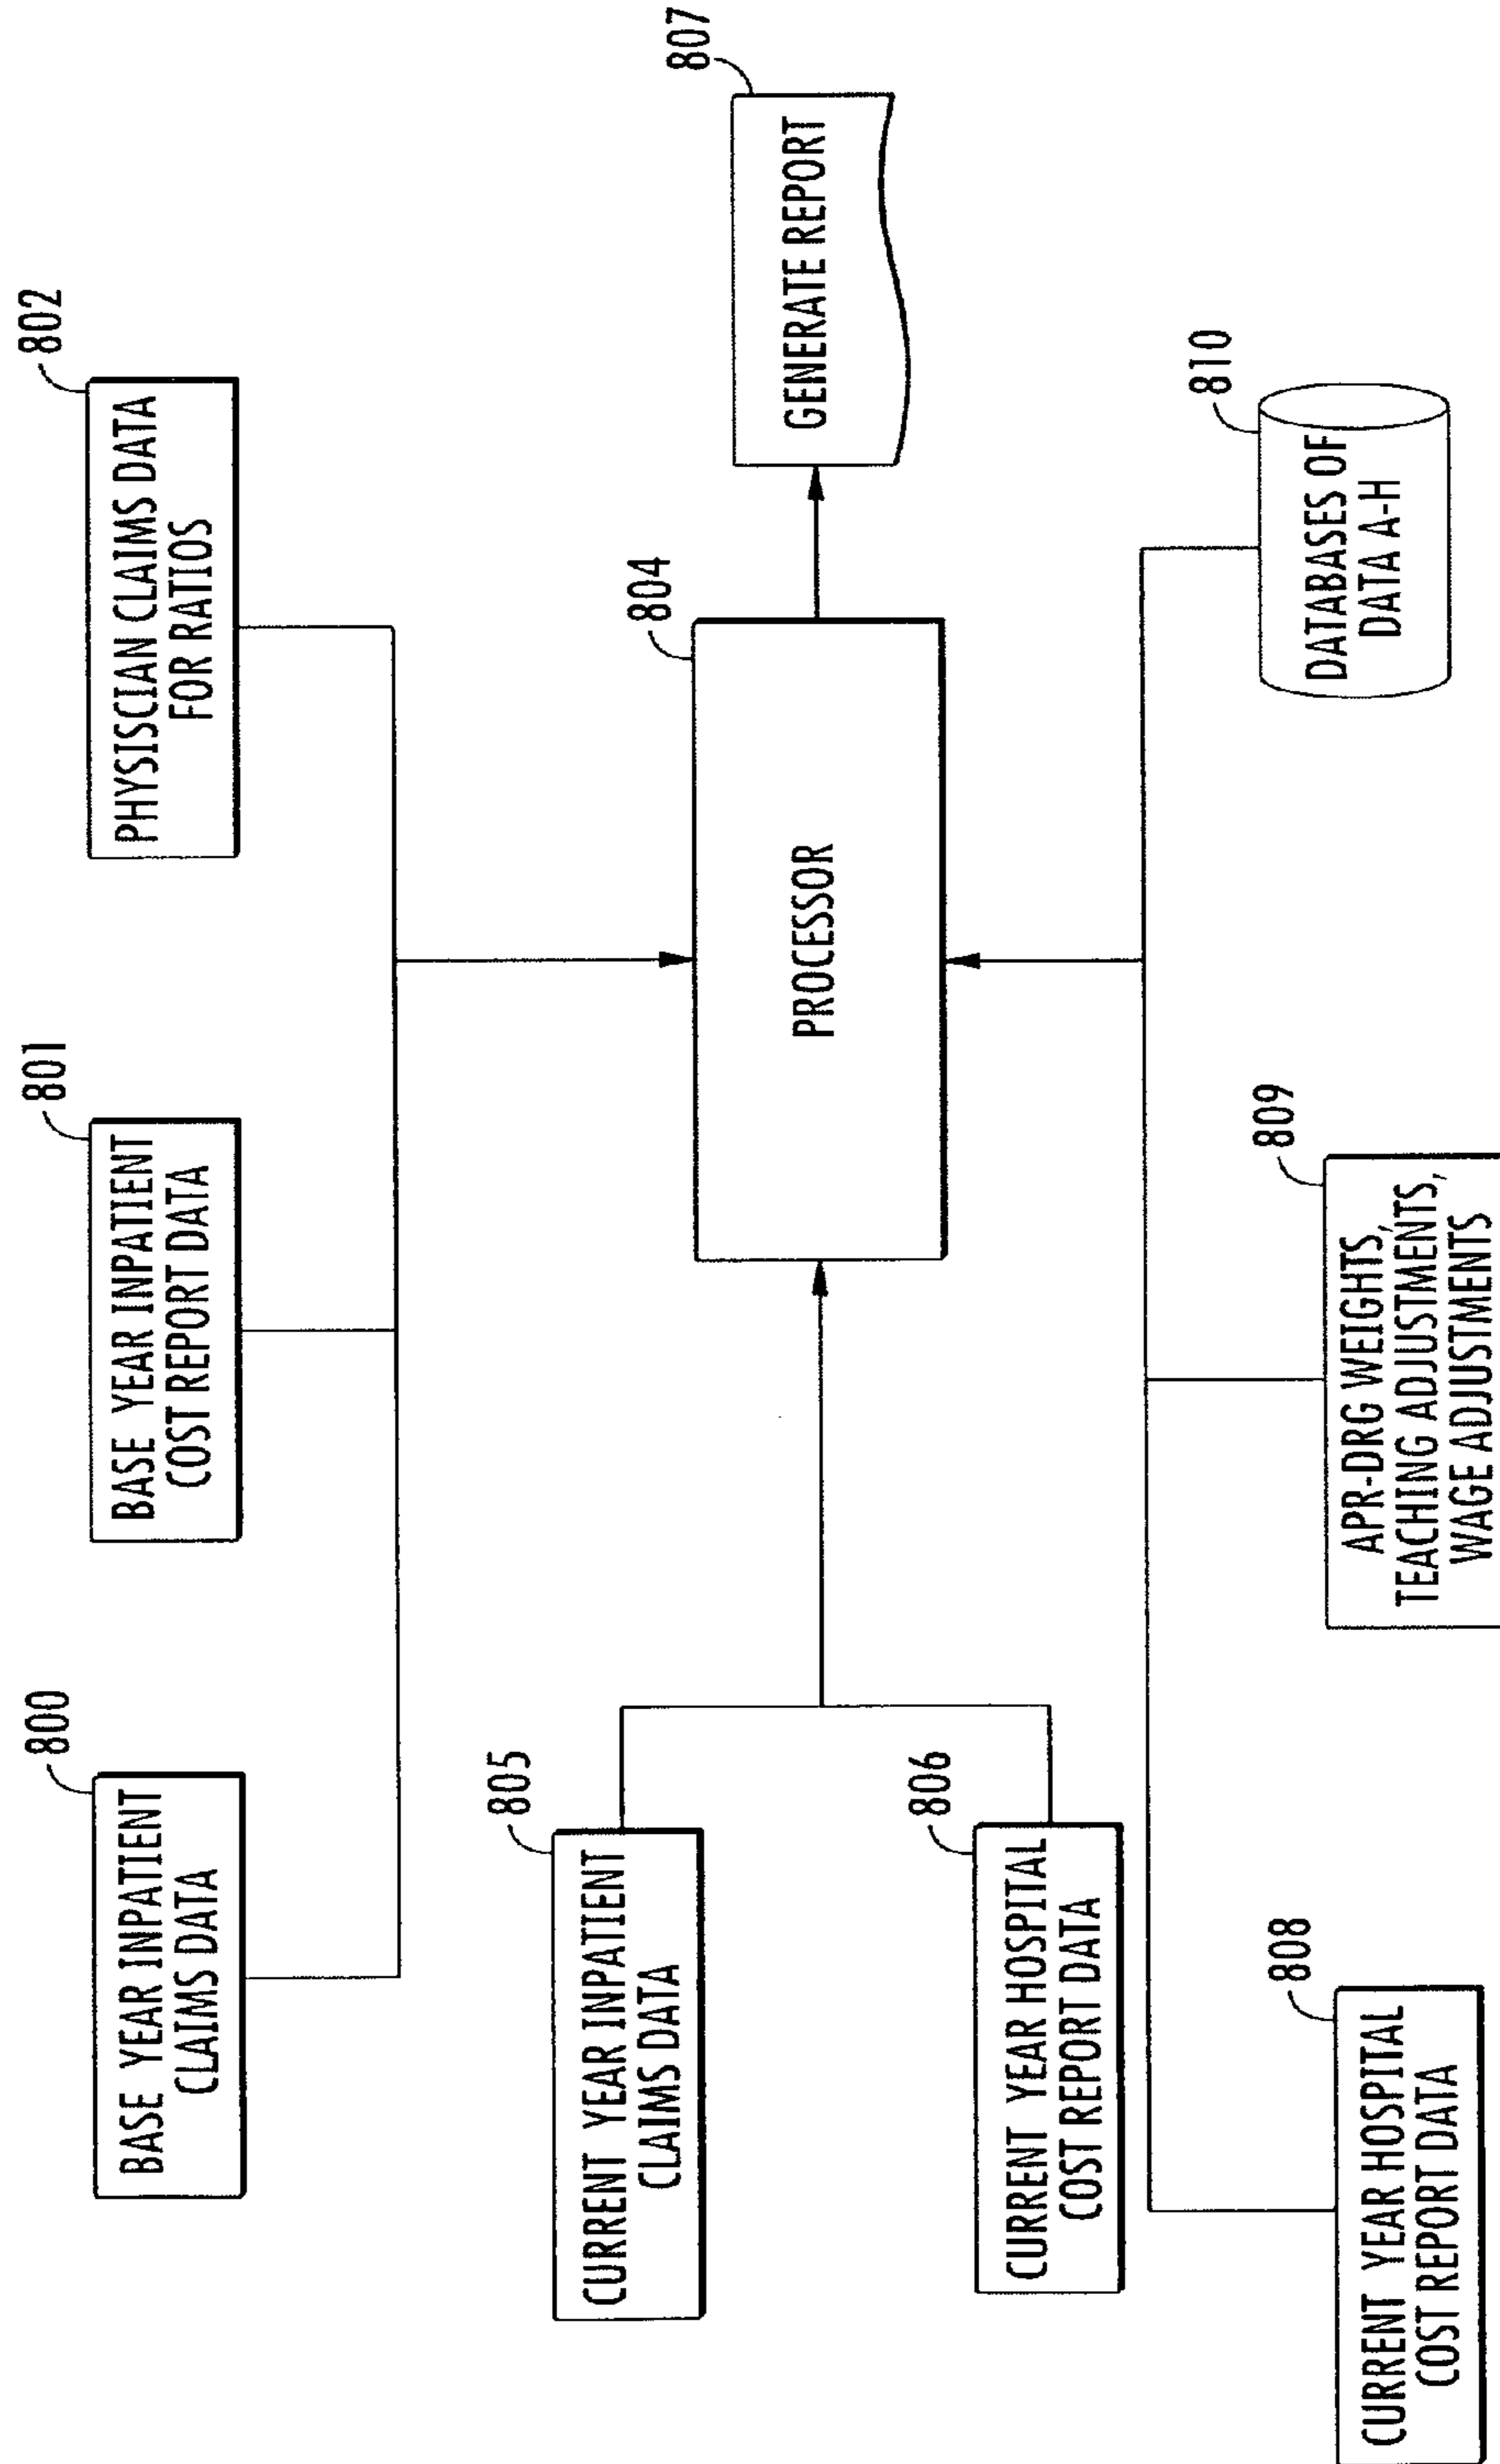 800
BASE YEAR INPATIENT
CLAIMS DATA
801
BASE YEAR INPATIENT
COST REPORT DATA
802
PHYSISCIAN CLAIMS DATA
FOR RATIOS
805
CURRENT YEAR INPATIENT
CLAIMS DATA
804
PROCESSOR
807
GENERATE REPORT
806
CURRENT YEAR HOSPITAL
COST REPORT DATA
808
CURRENT YEAR HOSPITAL
COST REPORT DATA
809
APR-DRG WEIGHTS,
TEACHING ADJUSTMENTS,
WAGE ADJUSTMENTS
810
DATABASES OF
DATA A-H